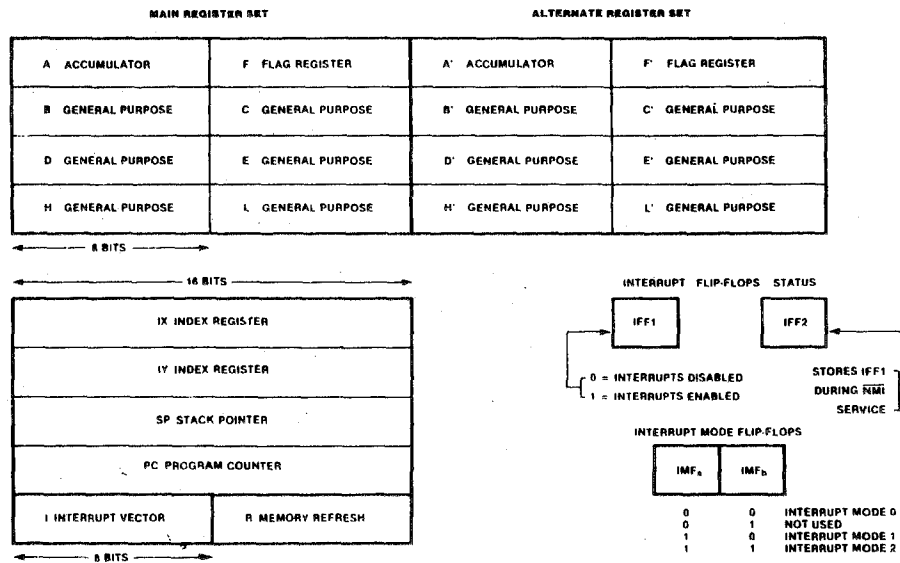 MAIN REGISTER SET
ALTERNATE REGISTER SET
A ACCUMULATOR
F FLAG REGISTER
A' ACCUMULATOR
F' FLAG REGISTER
B GENERAL PURPOSE
C GENERAL PURPOSE
B' GENERAL PURPOSE
C' GENERAL PURPOSE
D GENERAL PURPOSE
E GENERAL PURPOSE
D' GENERAL PURPOSE
E' GENERAL PURPOSE
H GENERAL PURPOSE
L GENERAL PURPOSE
H' GENERAL PURPOSE
L' GENERAL PURPOSE
8 BITS
16 BITS
IX INDEX REGISTER
IY INDEX REGISTER
SP STACK POINTER
PC PROGRAM COUNTER
I INTERRUPT VECTOR
R MEMORY REFRESH
8 BITS
INTERRUPT FLIP-FLOPS STATUS
IFF1
IFF2
0 = INTERRUPTS DISABLED
1 = INTERRUPTS ENABLED
STORES IFF1
DURING NMI
SERVICE
INTERRUPT MODE FLIP-FLOPS
IMFa
IMFb
0 0 INTERRUPT MODE 0
0 1 NOT USED
1 0 INTERRUPT MODE 1
1 1 INTERRUPT MODE 2